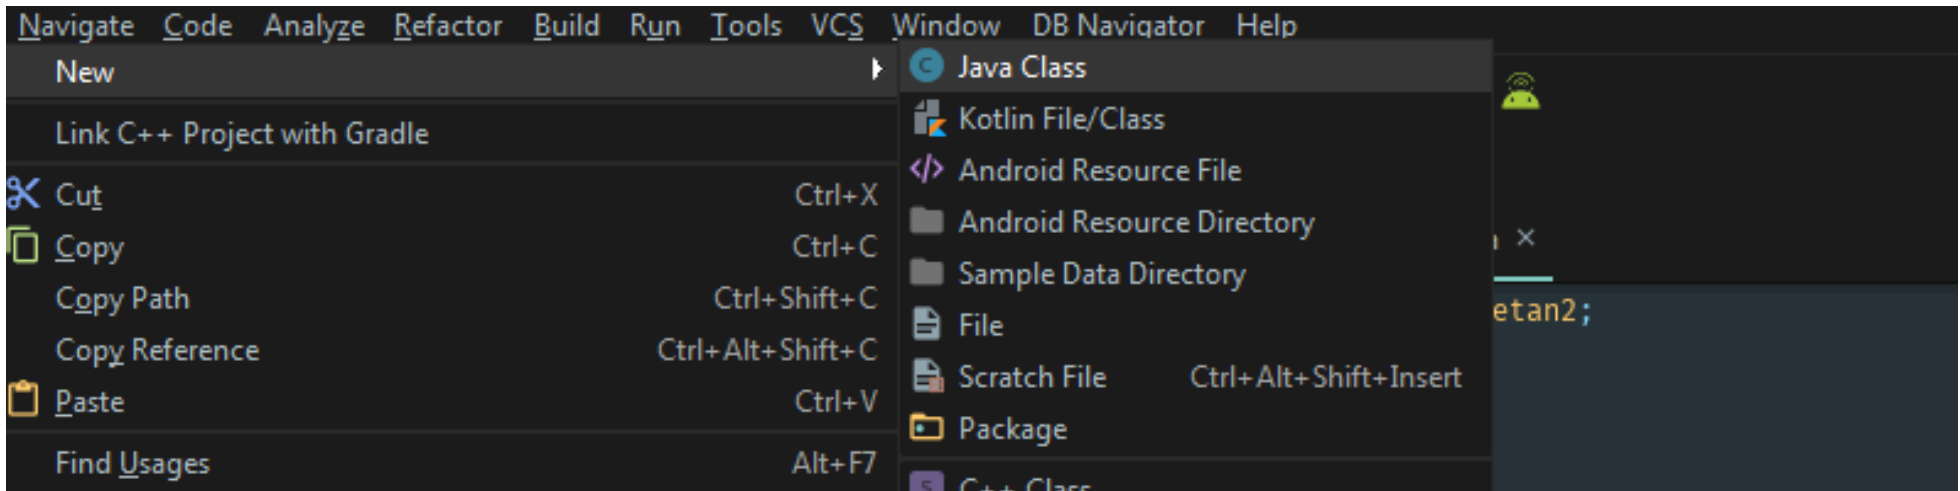 Navigate Code Analyze Refactor Build Run Tools VCS Window DB Navigator Help
New
Link C++ Project with Gradle
Cut Ctrl+X
Copy Ctrl+C
Copy Path Ctrl+Shift+C
Copy Reference Ctrl+Alt+Shift+C
Paste Ctrl+V
Find Usages Alt+F7
Java Class
Kotlin File/Class
Android Resource File
Android Resource Directory
Sample Data Directory
File
Scratch File Ctrl+Alt+Shift+Insert
Package
C++ Class
etan2;